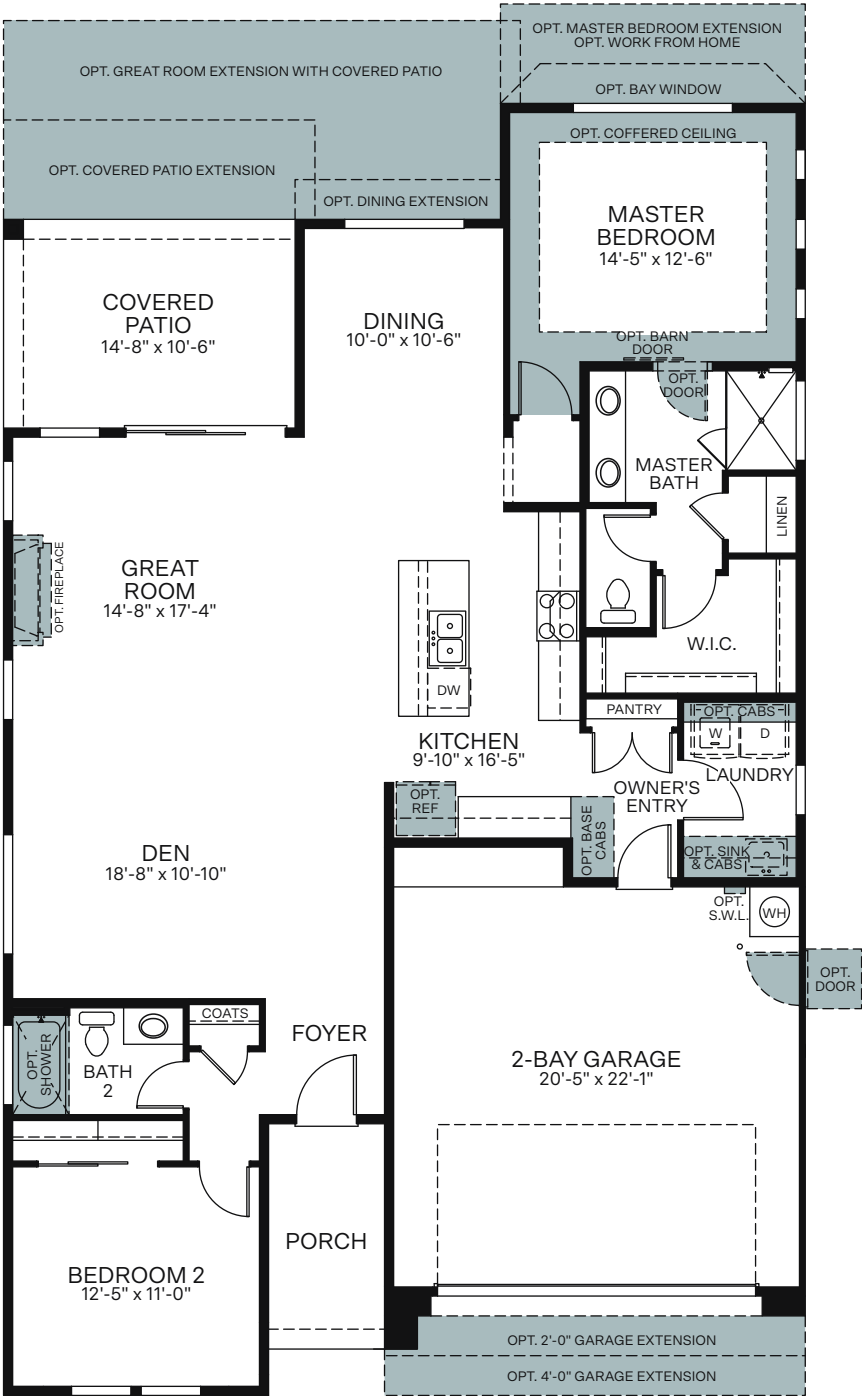 OPT. MASTER BEDROOM EXTENSION
OPT. WORK FROM HOME
OPT. GREAT ROOM EXTENSION WITH COVERED PATIO
OPT. BAY WINDOW
OPT. COFFERED CEILING
OPT. COVERED PATIO EXTENSION
OPT. DINING EXTENSION
MASTER
BEDROOM
14'-5" x 12'-6"
COVERED
PATIO
14'-8" x 10'-6"
DINING
10'-0" x 10'-6"
OPT. BARN
DOOR
OPT.
DOOR
MASTER
BATH
LINEN
GREAT
ROOM
14'-8" x 17'-4"
OPT. FIREPLACE
W.I.C.
DW
PANTRY
OPT. CABS
W
D
KITCHEN
9'-10" x 16'-5"
LAUNDRY
OWNER'S
ENTRY
OPT.
REF
OPT. BASE
CABS
OPT. SINK
& CABS
DEN
18'-8" x 10'-10"
OPT.
S.W.L.
WH
OPT.
DOOR
COATS
FOYER
OPT.
SHOWER
BATH
2
2-BAY GARAGE
20'-5" x 22'-1"
PORCH
BEDROOM 2
12'-5" x 11'-0"
OPT. 2'-0" GARAGE EXTENSION
OPT. 4'-0" GARAGE EXTENSION